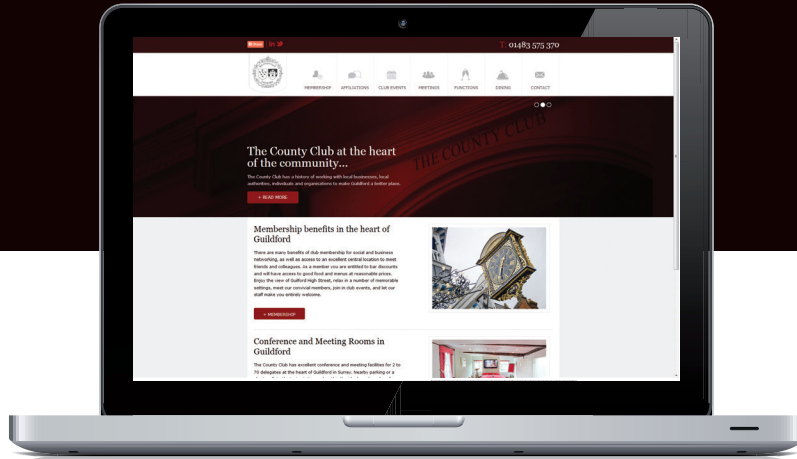 Share
in
T: 01483 575 370
MEMBERSHIP
AFFILIATIONS
CLUB EVENTS
MEETINGS
FUNCTIONS
DINING
CONTACT
THE COUNTY CLUB
The County Club at the heart
of the community...
The County Club has a history of working with local businesses, local
authorities, individuals and organisations to make Guildford a better place.
+ READ MORE
Membership benefits in the heart of
Guildford
There are many benefits of club membership for social and business
networking, as well as access to an excellent central location to meet
friends and colleagues. As a member you are entitled to bar discounts
and will have access to good food and menus at reasonable prices.
Enjoy the view of Guilford High Street, relax in a number of memorable
settings, meet our convivial members, join in club events, and let our
staff make you entirely welcome.
+ MEMBERSHIP
Conference and Meeting Rooms in
Guildford
The County Club has excellent conference and meeting facilities for 2 to
70 delegates at the heart of Guildford in Surrey. Nearby parking or a